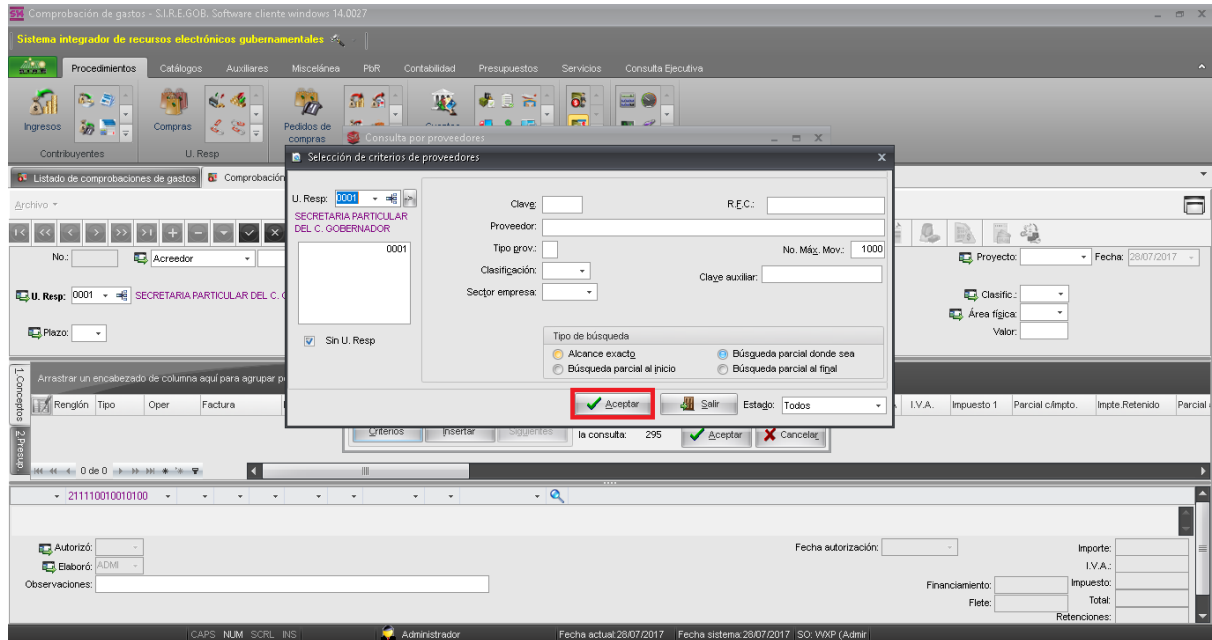 Comprobación de gastos - S.I.R.E.GOB. Software cliente windows 14.0027
Sistema integrador de recursos electrónicos gubernamentales
Procedimientos Catálogos Auxiliares Miscelánea PbR Contabilidad Presupuestos Servicios Consulta Ejecutiva
Ingresos Compras Pedidos de compras
Contribuyentes U. Resp
Consulta por proveedores
Selección de criterios de proveedores
Listado de comprobaciones de gastos Comprobación
Archivo
U. Resp: 0001
SECRETARIA PARTICULAR
DEL C. GOBERNADOR
0001
Sin U. Resp
Clave: R.F.C.:
Proveedor:
Tipo prov.: No. Máx. Mov.: 1000
Clasificación: Clave auxiliar:
Sector empresa:
Tipo de búsqueda
Alcance exacto Búsqueda parcial donde sea
Búsqueda parcial al inicio Búsqueda parcial al final
Aceptar Salir Estado: Todos
Criterios Insertar Siguientes la consulta: 295 Aceptar Cancelar
No.: Acreedor Proyecto: Fecha: 28/07/2017
U. Resp: 0001 SECRETARIA PARTICULAR DEL C. Clasific.:
Área física:
Plazo: Valor:
1.Conceptos
2.Presup.
Arrastrar un encabezado de columna aquí para agrupar
Renglón Tipo Oper Factura I.V.A. Impuesto 1 Parcial c/impto. Impte.Retenido Parcial
0 de 0
211110010010100
Autorizó: Fecha autorización: Importe:
Elaboró: ADMI I.V.A.:
Observaciones: Financiamiento: Impuesto:
Flete: Total:
Retenciones:
CAPS NUM SCRL INS Administrador Fecha actual:28/07/2017 Fecha sistema:28/07/2017 SO: WXP (Admir